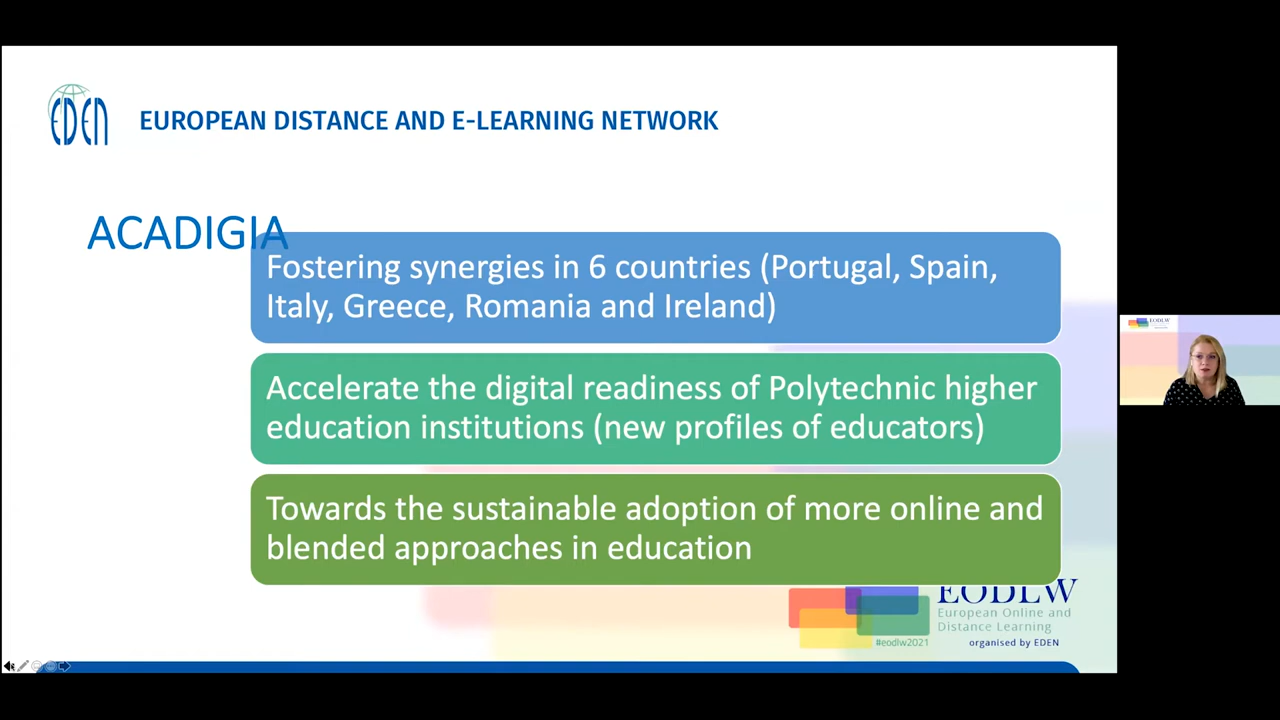 EDEN
EUROPEAN DISTANCE AND E-LEARNING NETWORK
ACADIGIA
Fostering synergies in 6 countries (Portugal, Spain,
Italy, Greece, Romania and Ireland)
Accelerate the digital readiness of Polytechnic higher
education institutions (new profiles of educators)
Towards the sustainable adoption of more online and
blended approaches in education
EODLW
European Online and
Distance Learning
#eodlw2021
organised by EDEN
EODLW